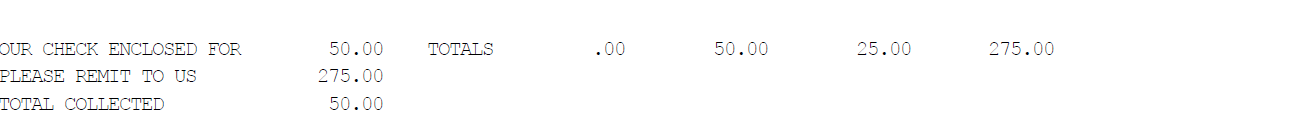 OUR CHECK ENCLOSED FOR 50.00 TOTALS .00 50.00 25.00 275.00
PLEASE REMIT TO US 275.00
TOTAL COLLECTED 50.00